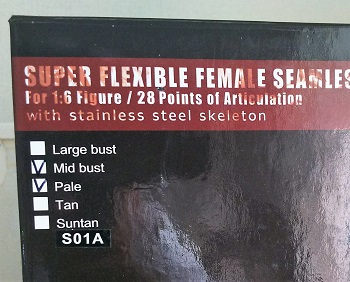 SUPER FLEXIBLE FEMALE SEAMLES
For 1:6 Figure / 28 Points of Articulation
with stainless steel skeleton
Large bust
Mid bust
Pale
Tan
Suntan
S01A